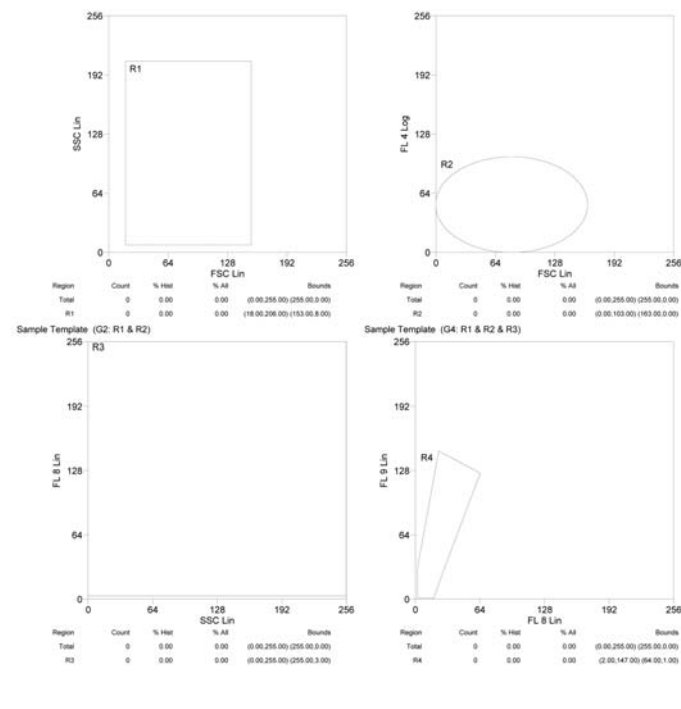 256
192
128
64
0
R1
SSC Lin
0 64 128 192 256
FSC Lin
Region Count % Hist % All Bounds
Total 0 0.00 0.00 (0.00,255.00) (255.00,0.00)
R1 0 0.00 0.00 (18.00,206.00) (153.00,8.00)
256
192
128
64
0
R2
FL 4 Log
0 64 128 192 256
FSC Lin
Region Count % Hist % All Bounds
Total 0 0.00 0.00 (0.00,255.00) (255.00,0.00)
R2 0 0.00 0.00 (0.00,103.00) (163.00,0.00)
Sample Template (G2: R1 & R2)
256
192
128
64
0
R3
FL 8 Lin
0 64 128 192 256
SSC Lin
Region Count % Hist % All Bounds
Total 0 0.00 0.00 (0.00,255.00) (255.00,0.00)
R3 0 0.00 0.00 (0.00,255.00) (255.00,3.00)
Sample Template (G4: R1 & R2 & R3)
256
192
128
64
0
R4
FL 9 Lin
0 64 128 192 256
FL 8 Lin
Region Count % Hist % All Bounds
Total 0 0.00 0.00 (0.00,255.00) (255.00,0.00)
R4 0 0.00 0.00 (2.00,147.00) (64.00,1.00)